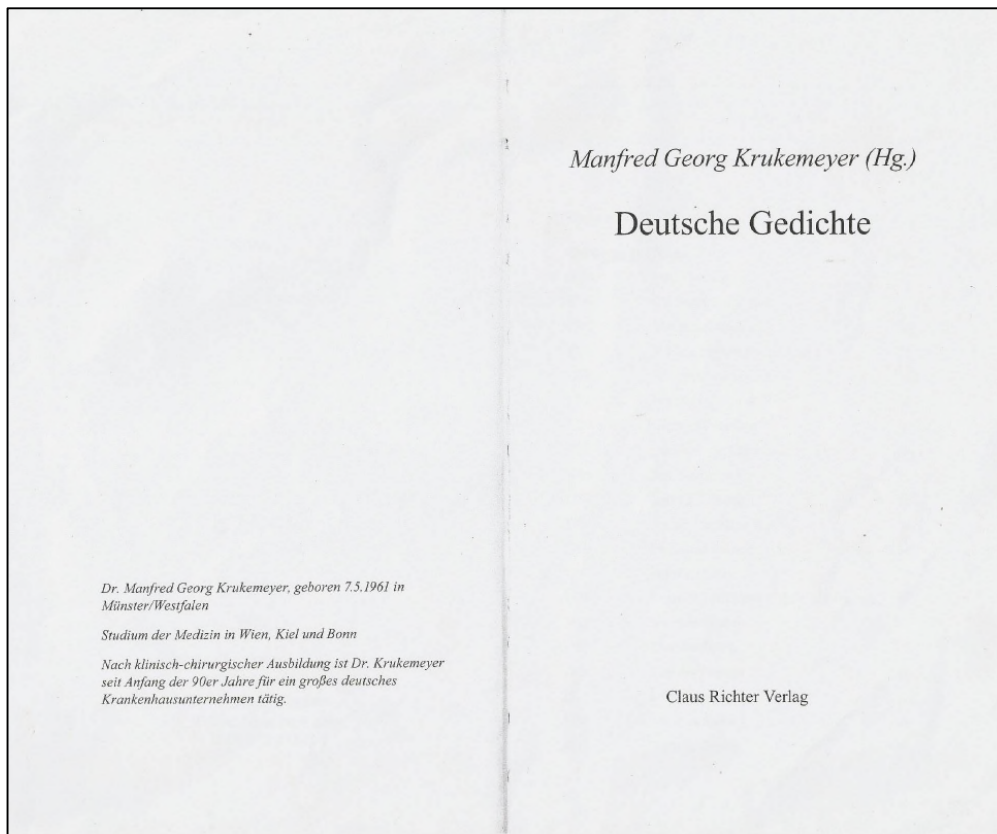 Dr. Manfred Georg Krukemeyer, geboren 7.5.1961 in
Münster/Westfalen
Studium der Medizin in Wien, Kiel und Bonn
Nach klinisch-chirurgischer Ausbildung ist Dr. Krukemeyer
seit Anfang der 90er Jahre für ein großes deutsches
Krankenhausunternehmen tätig.
Manfred Georg Krukemeyer (Hg.)
Deutsche Gedichte
Claus Richter Verlag